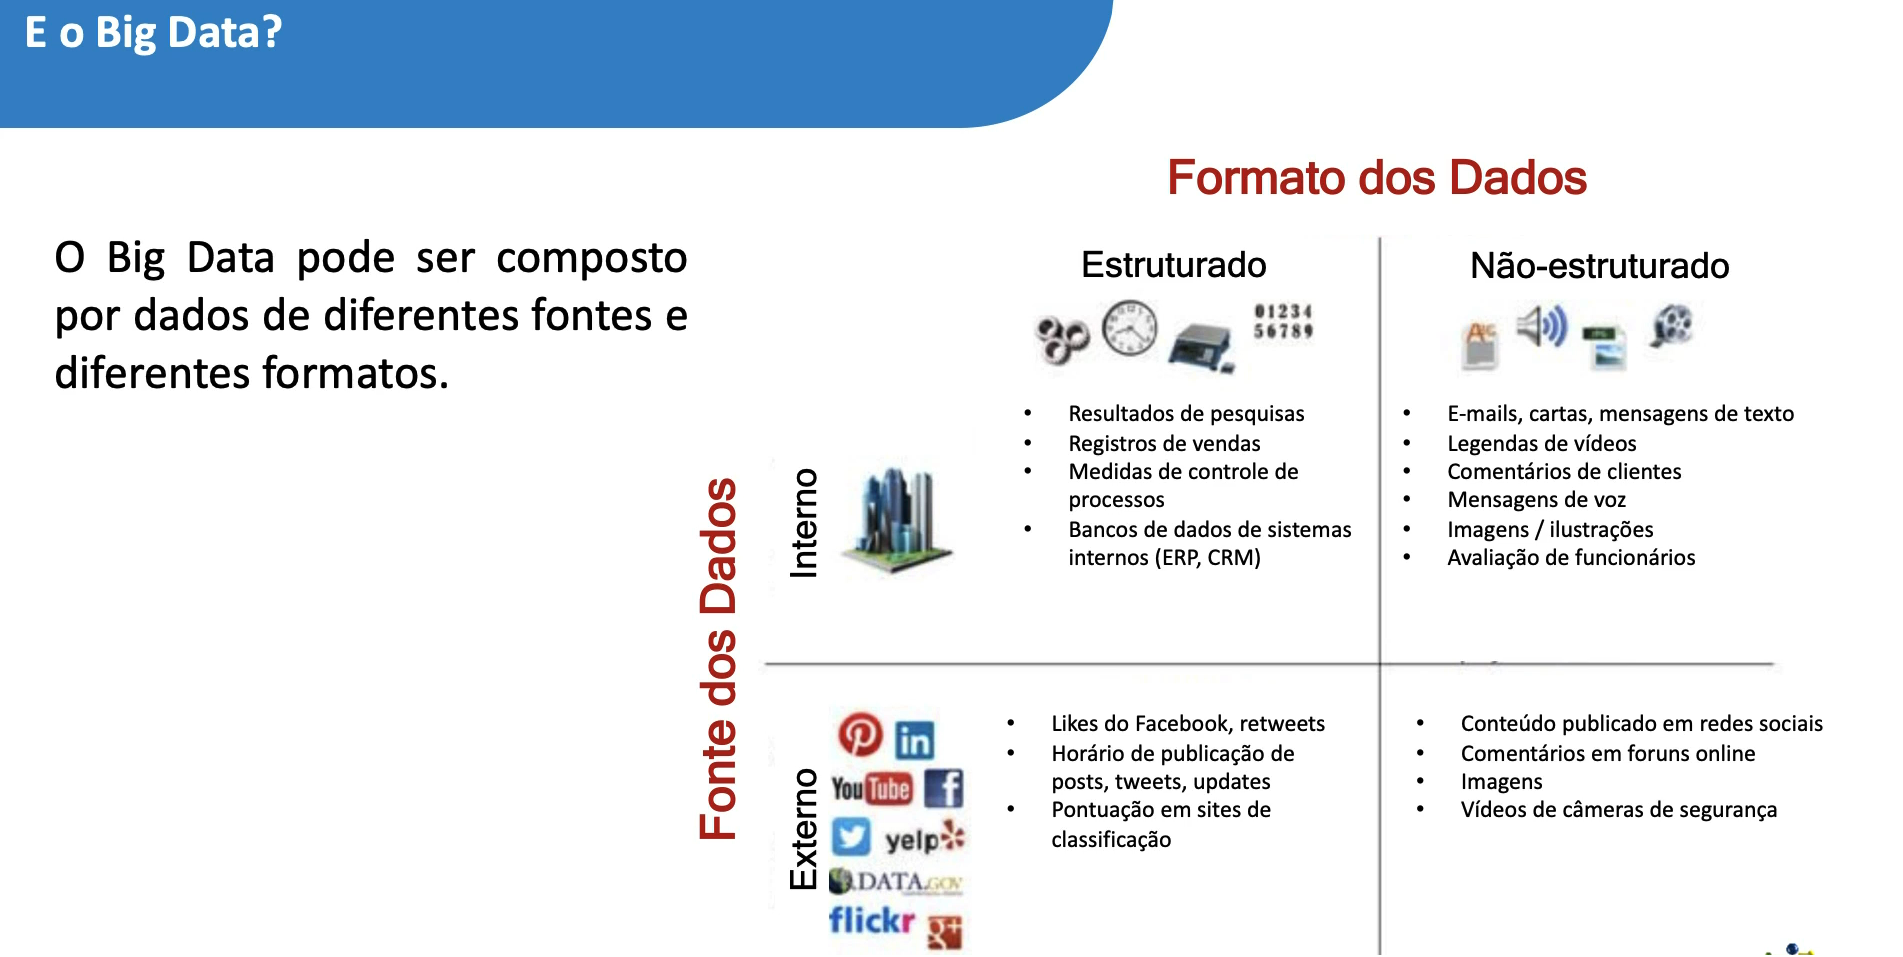 E o Big Data?
O Big Data pode ser composto
por dados de diferentes fontes e
diferentes formatos.
Formato dos Dados
Estruturado
Não-estruturado
01234
56789
Fonte dos Dados
Interno
• Resultados de pesquisas
• Registros de vendas
• Medidas de controle de
processos
• Bancos de dados de sistemas
internos (ERP, CRM)
• E-mails, cartas, mensagens de texto
• Legendas de vídeos
• Comentários de clientes
• Mensagens de voz
• Imagens / ilustrações
• Avaliação de funcionários
Externo
in
YouTube
f
yelp
DATA.GOV
flickr
g+
• Likes do Facebook, retweets
• Horário de publicação de
posts, tweets, updates
• Pontuação em sites de
classificação
• Conteúdo publicado em redes sociais
• Comentários em foruns online
• Imagens
• Vídeos de câmeras de segurança